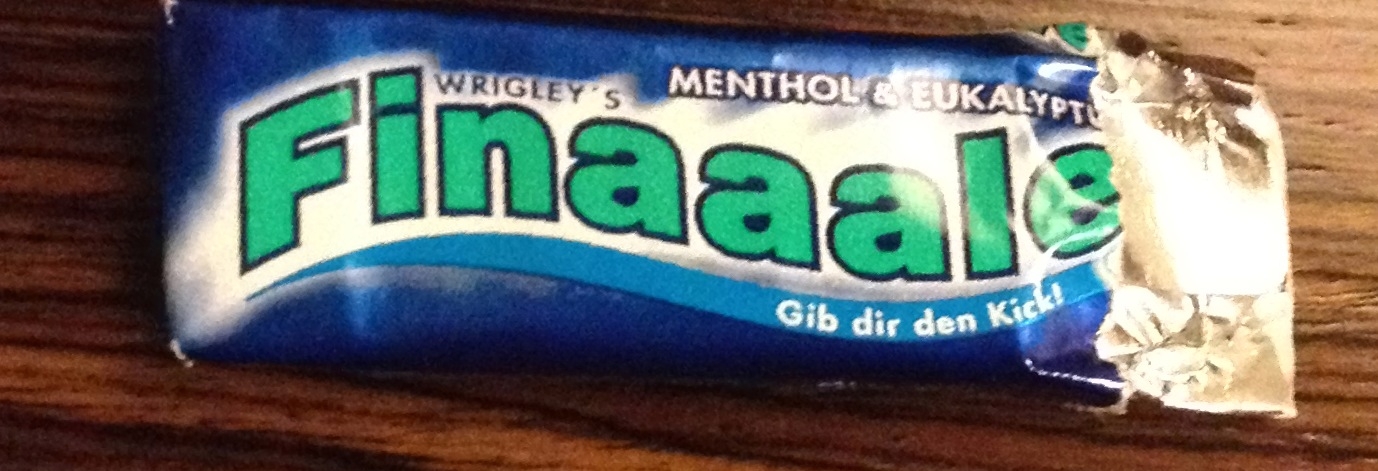 WRIGLEY'S
MENTHOL & EUKALYPTU
Finaaale
Gib dir den Kick!